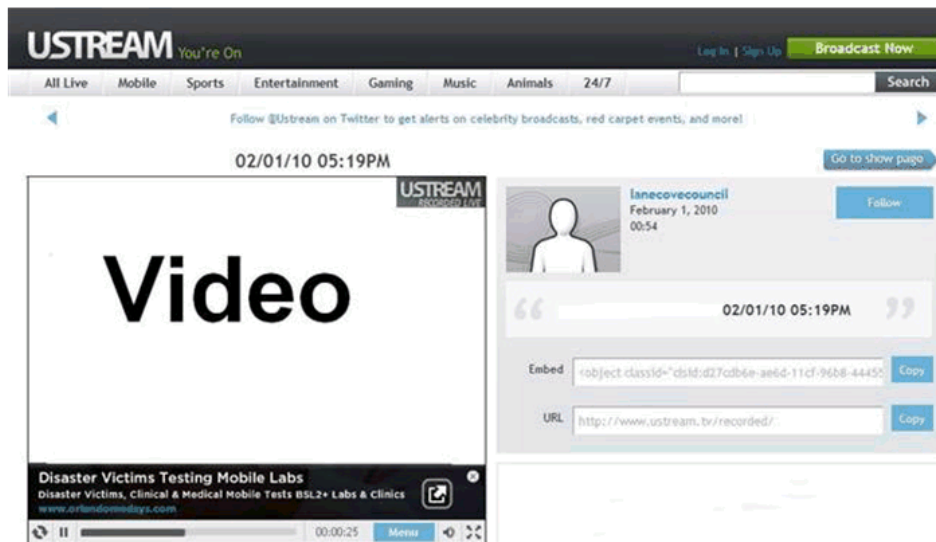 USTREAM You're On
Log In | Sign Up Broadcast Now
All Live Mobile Sports Entertainment Gaming Music Animals 24/7 Search
Follow @Ustream on Twitter to get alerts on celebrity broadcasts, red carpet events, and more!
02/01/10 05:19PM
Go to show page
USTREAM
RECORDED LIVE
Video
Disaster Victims Testing Mobile Labs
Disaster Victims, Clinical & Medical Mobile Tests BSL2+ Labs & Clinics
www.orlandomodays.com
00:00:25 Menu
lanecovecouncil
February 1, 2010
00:54
Follow
“ 02/01/10 05:19PM ”
Embed <object classid="clsid:d27cdb6e-ae6d-11cf-96b8-44455 Copy
URL http://www.ustream.tv/recorded/ Copy